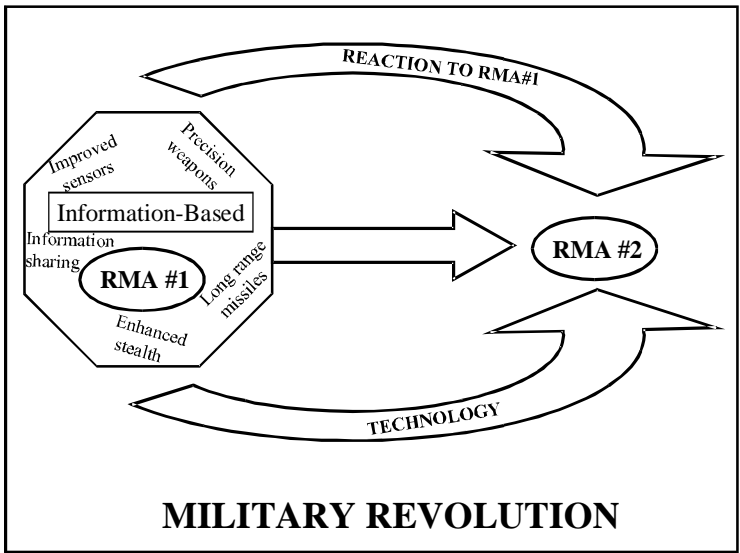 REACTION TO RMA#1
Improved
sensors
Precision
weapons
Information-Based
Information
sharing
RMA #1
Long range
missiles
Enhanced
stealth
RMA #2
TECHNOLOGY
MILITARY REVOLUTION